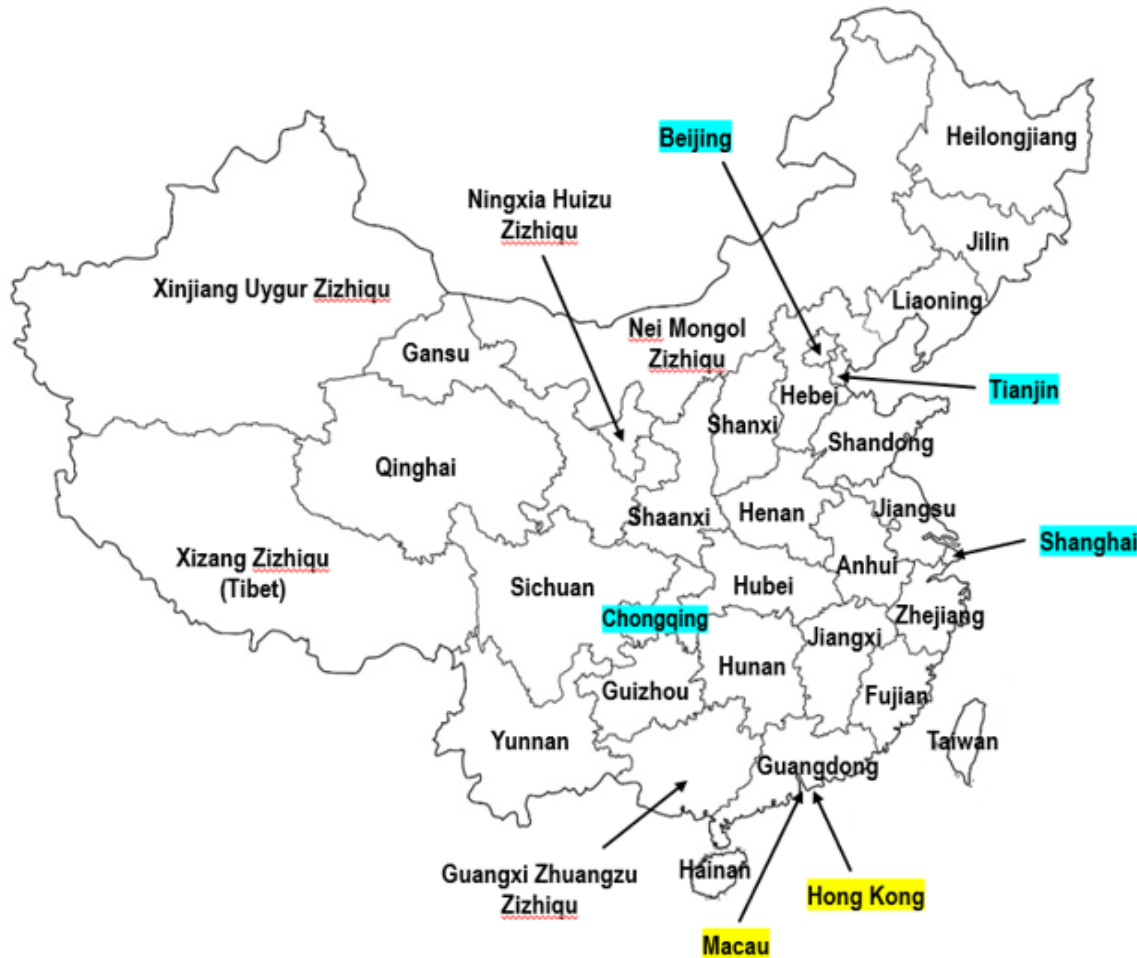 Beijing
Heilongjiang
Ningxia Huizu
Zizhiqu
Jilin
Xinjiang Uygur Zizhiqu
Liaoning
Nei Mongol
Zizhiqu
Gansu
Hebei
Tianjin
Shanxi
Shandong
Qinghai
Jiangsu
Henan
Shaanxi
Shanghai
Xizang Zizhiqu
(Tibet)
Anhui
Sichuan
Hubei
Chongqing
Zhejiang
Jiangxi
Hunan
Guizhou
Fujian
Yunnan
Taiwan
Guangdong
Hainan
Guangxi Zhuangzu
Zizhiqu
Hong Kong
Macau